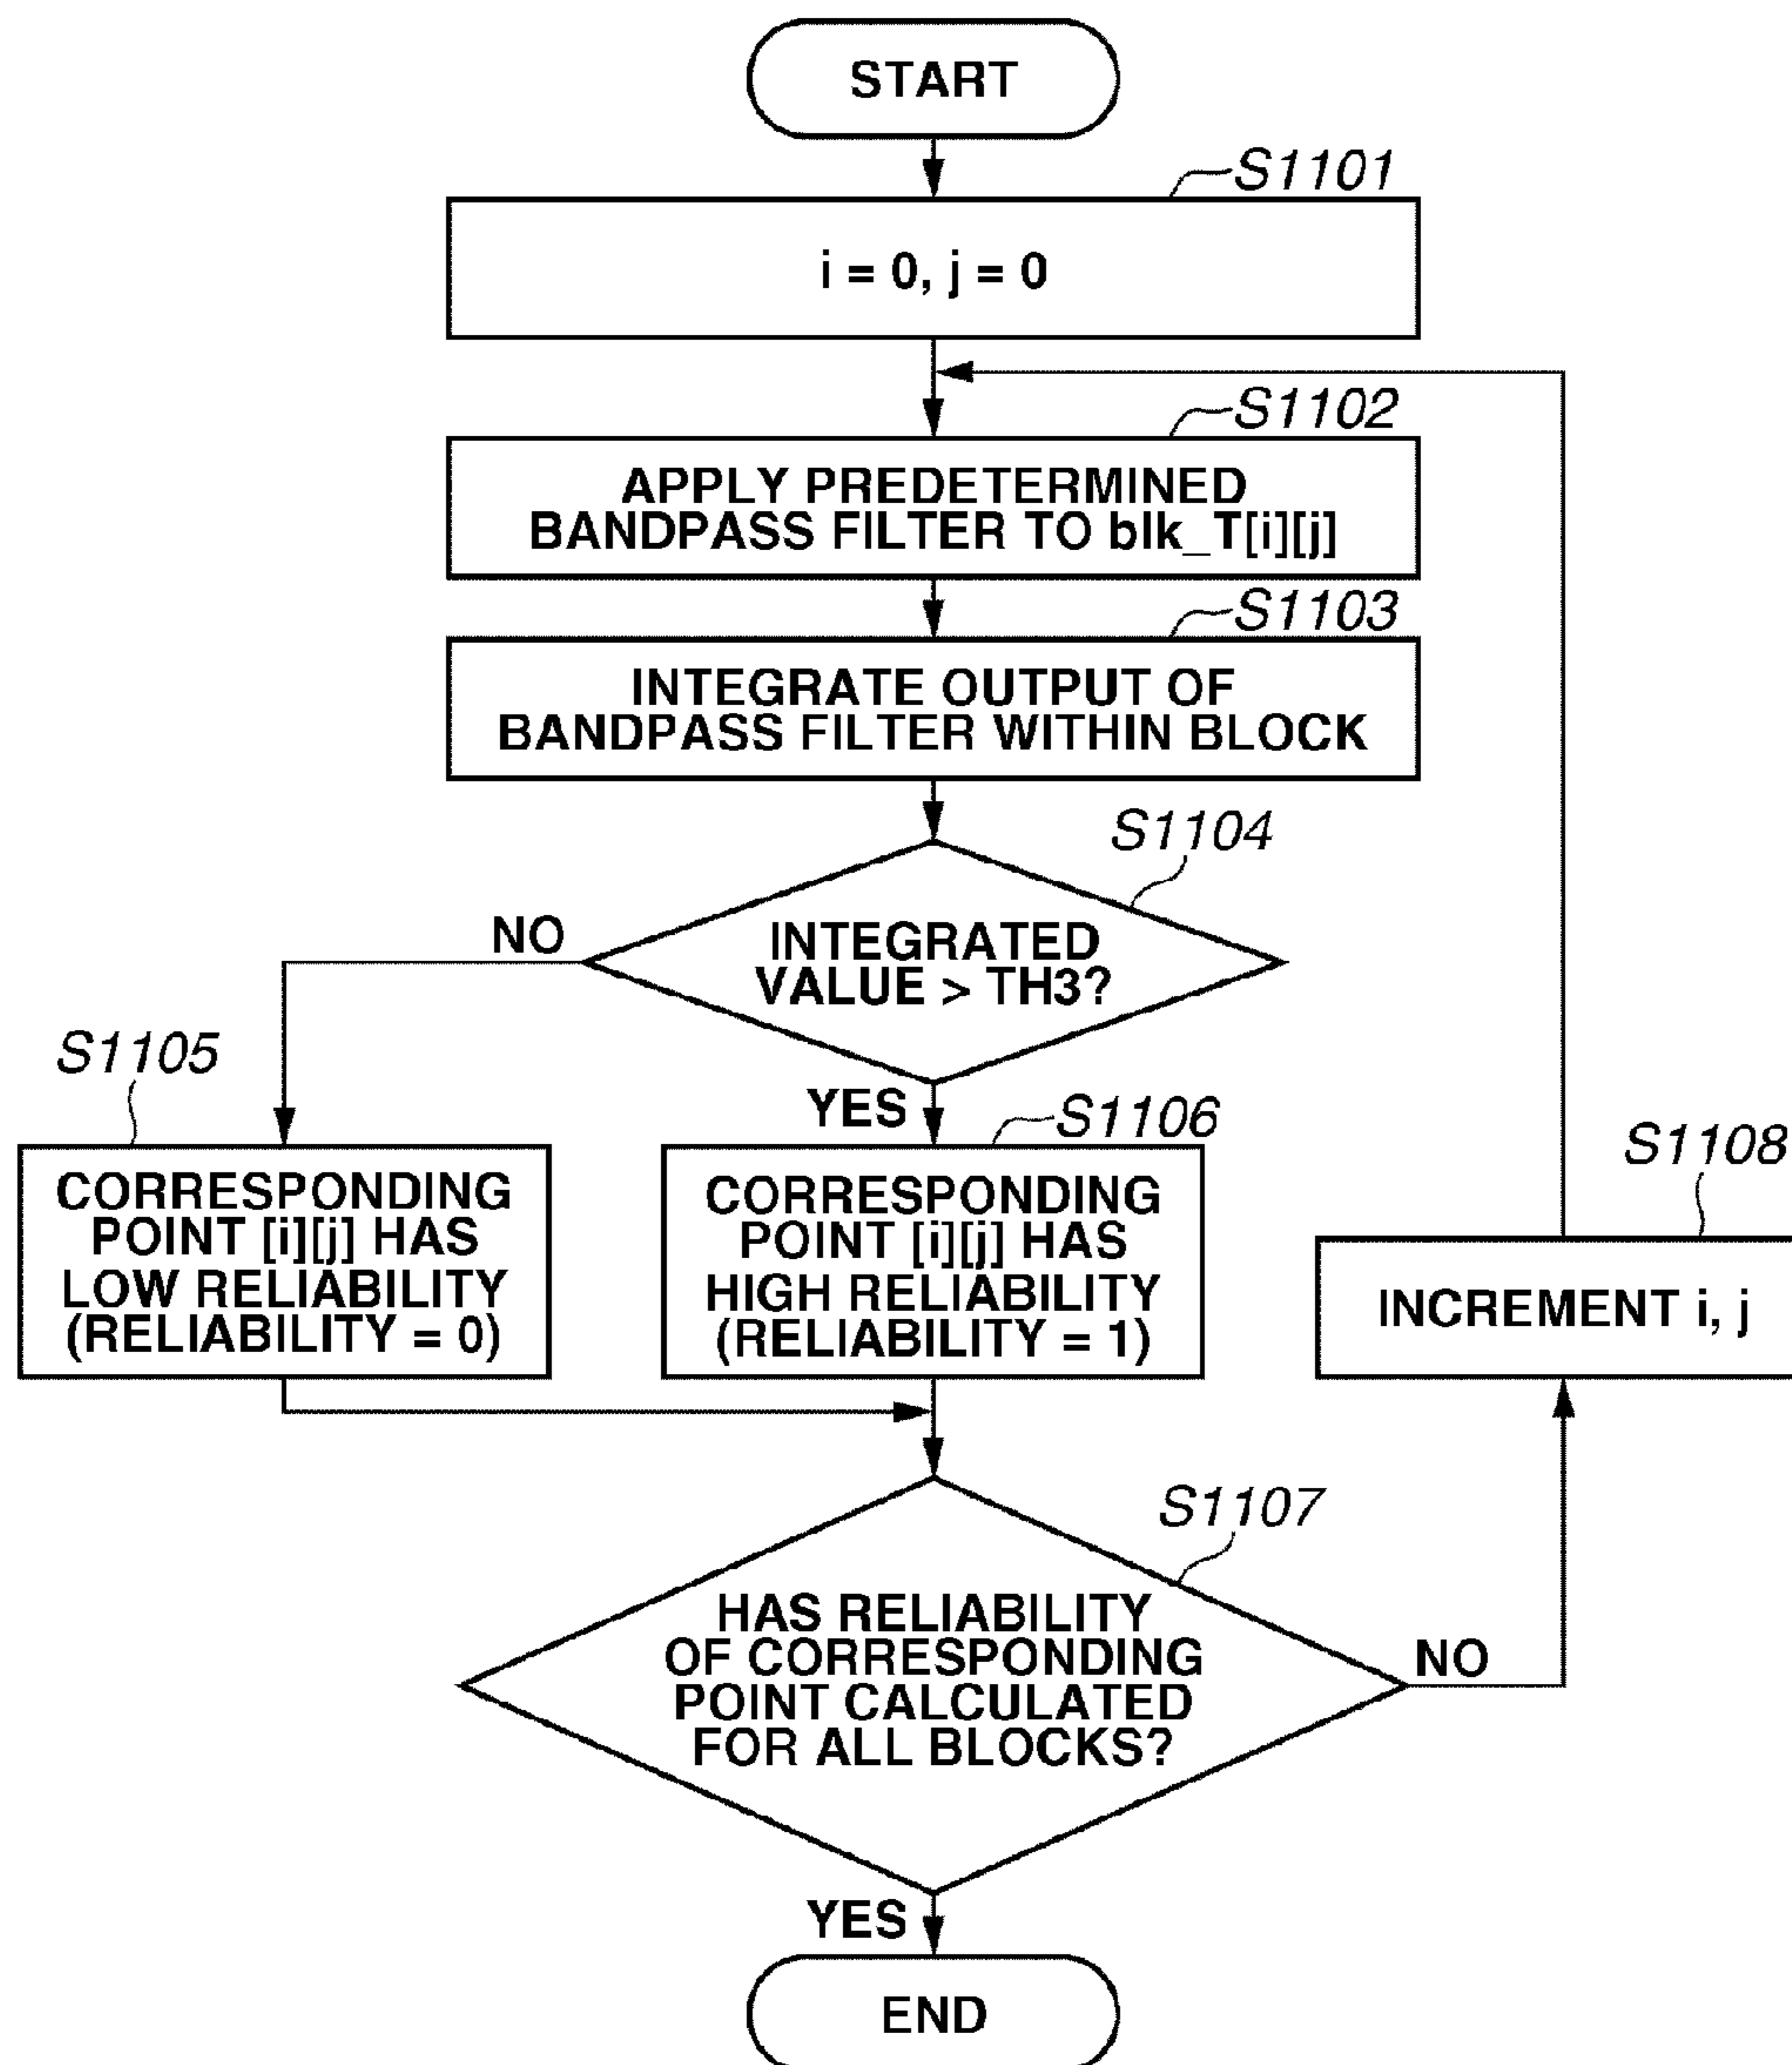 START
S1101
i = 0, j = 0
S1102
APPLY PREDETERMINED
BANDPASS FILTER TO blk_T[i][j]
S1103
INTEGRATE OUTPUT OF
BANDPASS FILTER WITHIN BLOCK
S1104
INTEGRATED
VALUE > TH3?
NO
YES
S1105
CORRESPONDING
POINT [i][j] HAS
LOW RELIABILITY
(RELIABILITY = 0)
S1106
CORRESPONDING
POINT [i][j] HAS
HIGH RELIABILITY
(RELIABILITY = 1)
S1108
INCREMENT i, j
S1107
HAS RELIABILITY
OF CORRESPONDING
POINT CALCULATED
FOR ALL BLOCKS?
NO
YES
END